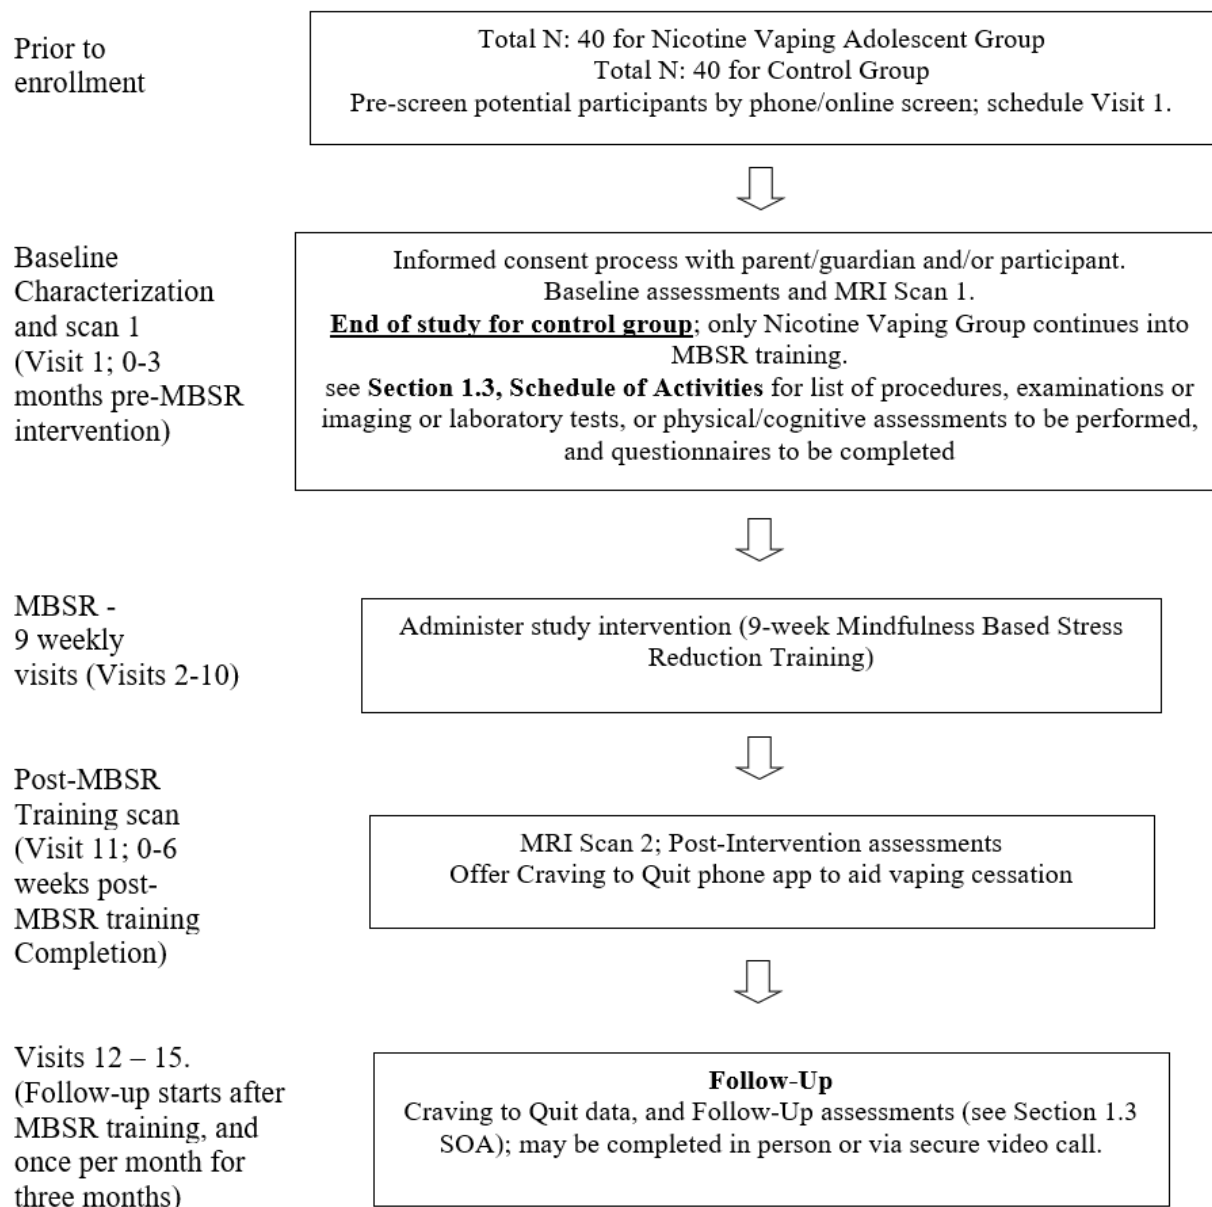 Prior to
enrollment
Total N: 40 for Nicotine Vaping Adolescent Group
Total N: 40 for Control Group
Pre-screen potential participants by phone/online screen; schedule Visit 1.
Baseline
Characterization
and scan 1
(Visit 1; 0-3
months pre-MBSR
intervention)
Informed consent process with parent/guardian and/or participant.
Baseline assessments and MRI Scan 1.
End of study for control group; only Nicotine Vaping Group continues into
MBSR training.
see Section 1.3, Schedule of Activities for list of procedures, examinations or
imaging or laboratory tests, or physical/cognitive assessments to be performed,
and questionnaires to be completed
MBSR -
9 weekly
visits (Visits 2-10)
Administer study intervention (9-week Mindfulness Based Stress
Reduction Training)
Post-MBSR
Training scan
(Visit 11; 0-6
weeks post-
MBSR training
Completion)
MRI Scan 2; Post-Intervention assessments
Offer Craving to Quit phone app to aid vaping cessation
Visits 12 – 15.
(Follow-up starts after
MBSR training, and
once per month for
three months)
Follow-Up
Craving to Quit data, and Follow-Up assessments (see Section 1.3
SOA); may be completed in person or via secure video call.